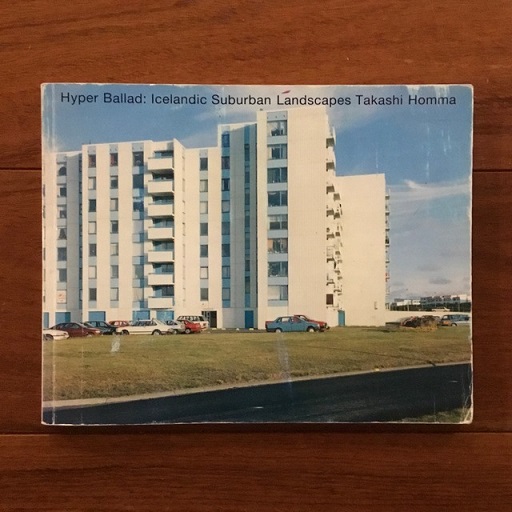 Hyper Ballad: Icelandic Suburban Landscapes Takashi Homma